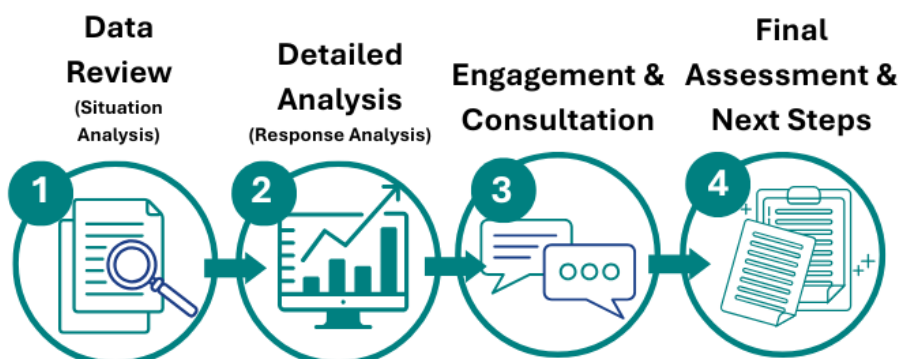 Data
Review
(Situation
Analysis)
1
Detailed
Analysis
(Response Analysis)
2
Engagement &
Consultation
3
Final
Assessment &
Next Steps
4